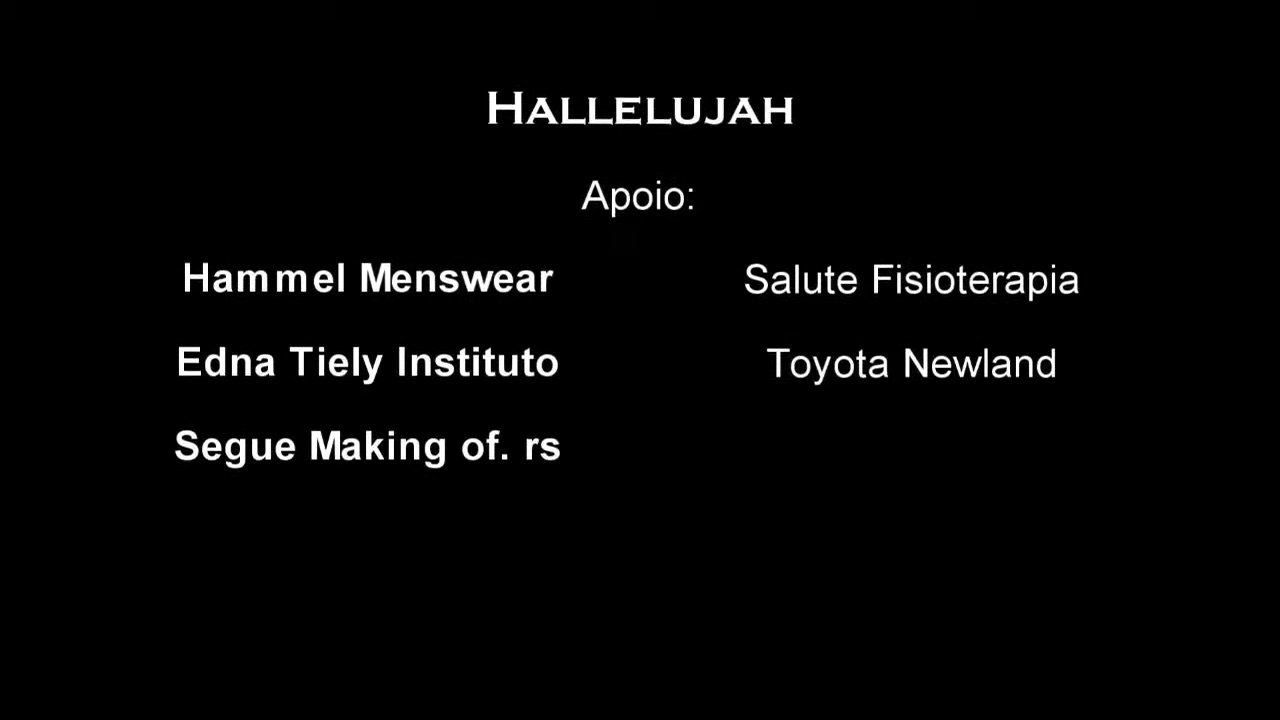 HALLELUJAH
Apoio:
Hammel Menswear
Salute Fisioterapia
Edna Tiely Instituto
Toyota Newland
Segue Making of. rs